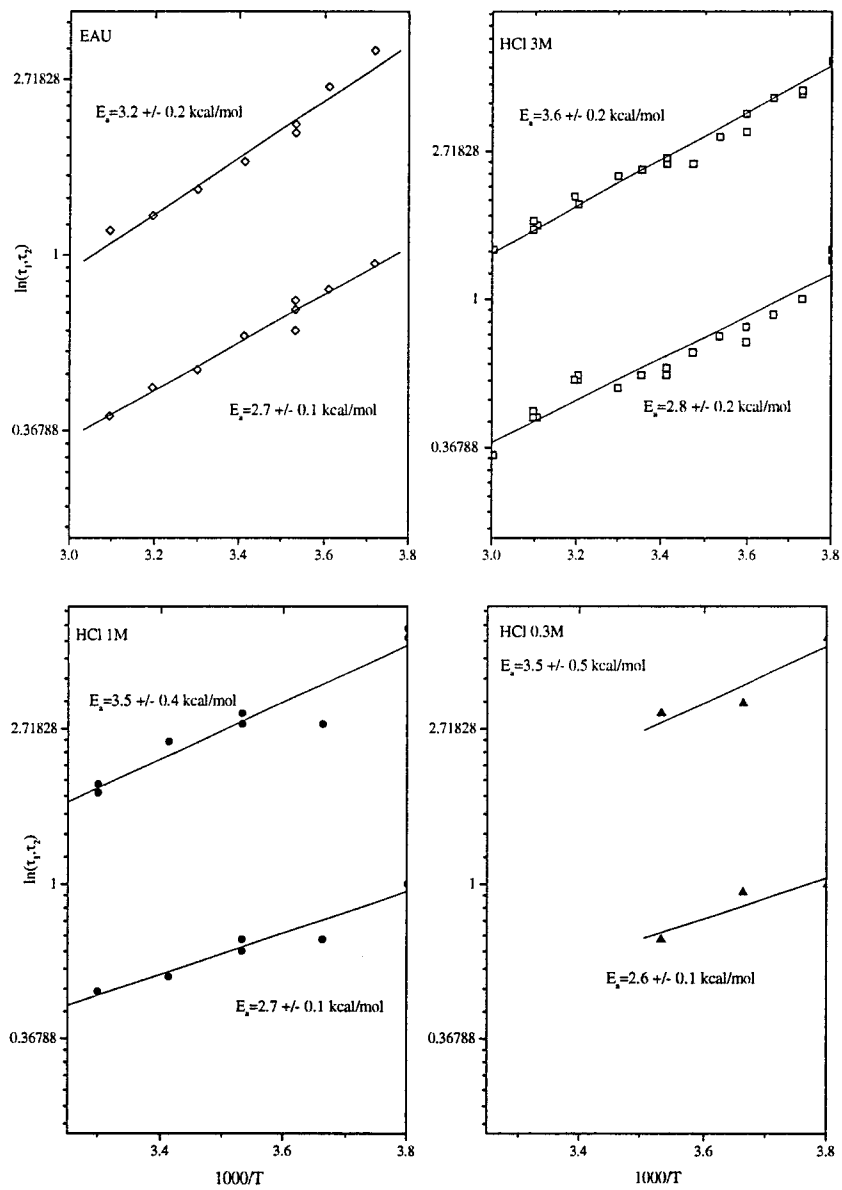 EAU
2.71828
E_a=3.2 +/- 0.2 kcal/mol
ln(τ₁,τ₂)
1
E_a=2.7 +/- 0.1 kcal/mol
0.36788
3.0 3.2 3.4 3.6 3.8
HCl 3M
E_a=3.6 +/- 0.2 kcal/mol
2.71828
1
E_a=2.8 +/- 0.2 kcal/mol
0.36788
3.0 3.2 3.4 3.6 3.8
HCl 1M
E_a=3.5 +/- 0.4 kcal/mol
2.71828
ln(τ₁,τ₂)
1
E_a=2.7 +/- 0.1 kcal/mol
0.36788
3.4 3.6 3.8
1000/T
HCl 0.3M
E_a=3.5 +/- 0.5 kcal/mol
2.71828
1
E_a=2.6 +/- 0.1 kcal/mol
0.36788
3.4 3.6 3.8
1000/T